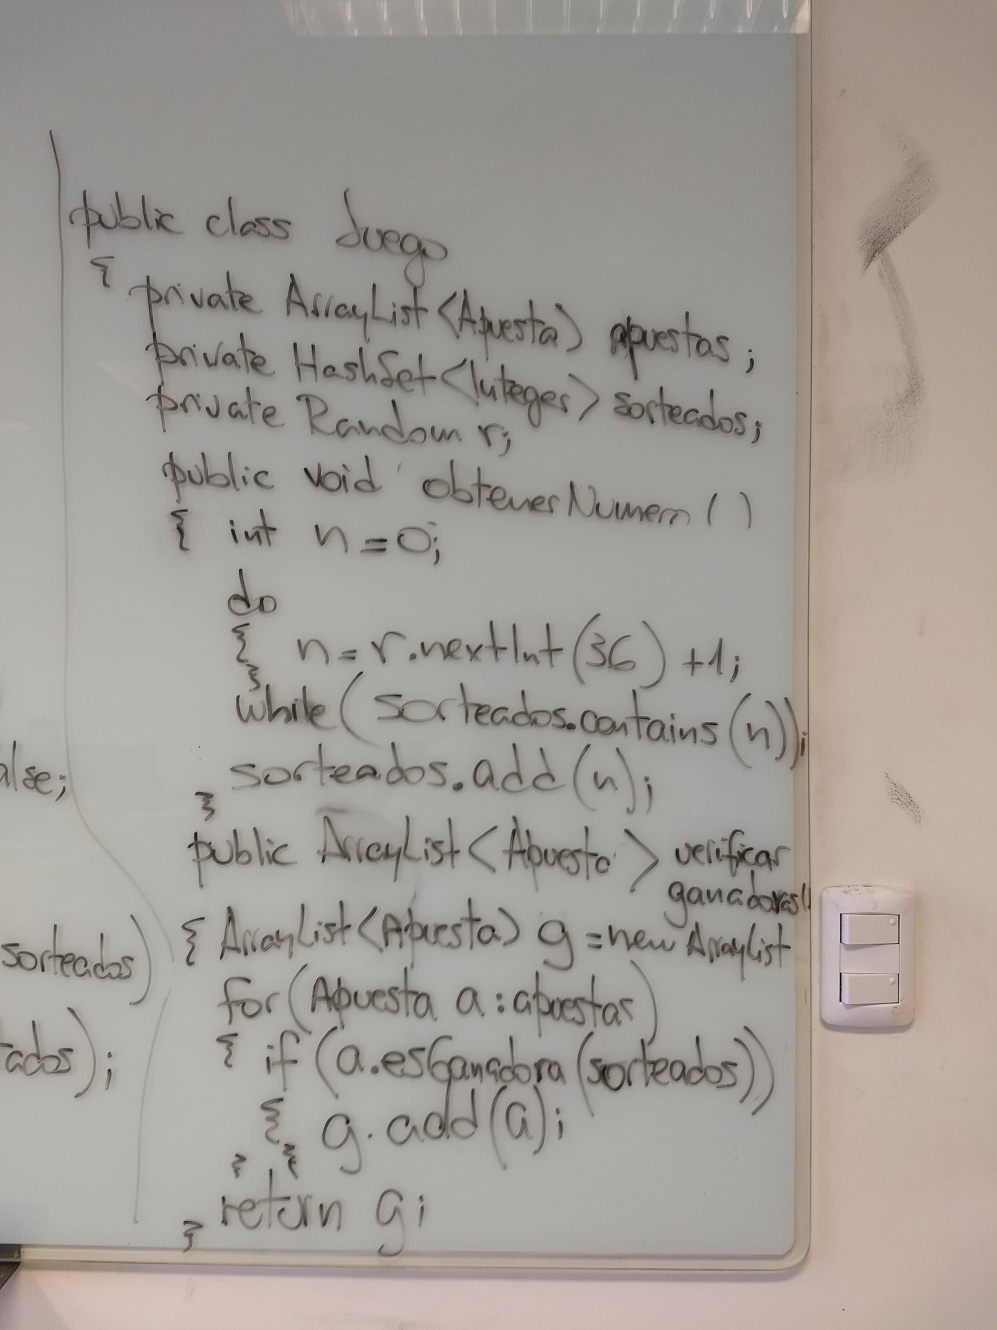 public class Juego
{ private ArrayList<Apuesta> apuestas;
private HashSet<Integer> sorteados;
private Random r;
public void obtenerNumero()
{ int n=0;
do
{ n=r.nextInt(36)+1;
}
while(sorteados.contains(n));
sorteados.add(n);
}
public ArrayList<Apuesta> verificar
ganadoras()
{ ArrayList<Apuesta> g=new ArrayList
for(Apuesta a:apuestas)
{ if(a.esGanadora(sorteados))
{ g.add(a);
} }
return g;
}
alse;
sorteados)
ados);